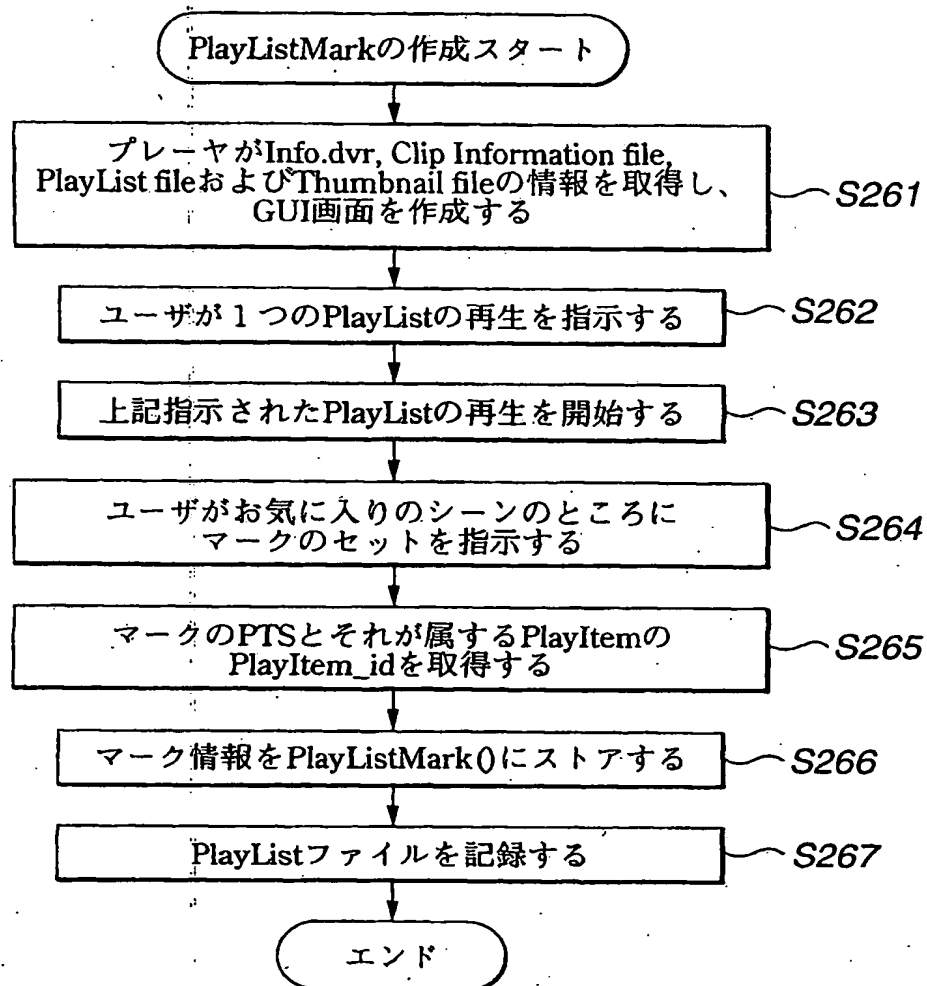 PlayListMarkの作成スタート
プレーヤがInfo.dvr, Clip Information file,
PlayList fileおよびThumbnail fileの情報を取得し、
GUI画面を作成する
S261
ユーザが1つのPlayListの再生を指示する
S262
上記指示されたPlayListの再生を開始する
S263
ユーザがお気に入りのシーンのところに
マークのセットを指示する
S264
マークのPTSとそれが属するPlayItemの
PlayItem_idを取得する
S265
マーク情報をPlayListMark()にストアする
S266
PlayListファイルを記録する
S267
エンド